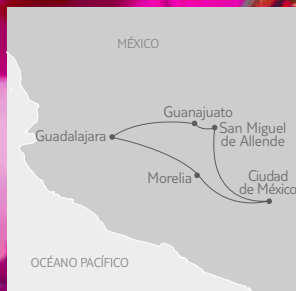 MÉXICO
Guanajuato
San Miguel
de Allende
Guadalajara
Morelia
Ciudad
de México
OCÉANO PACÍFICO